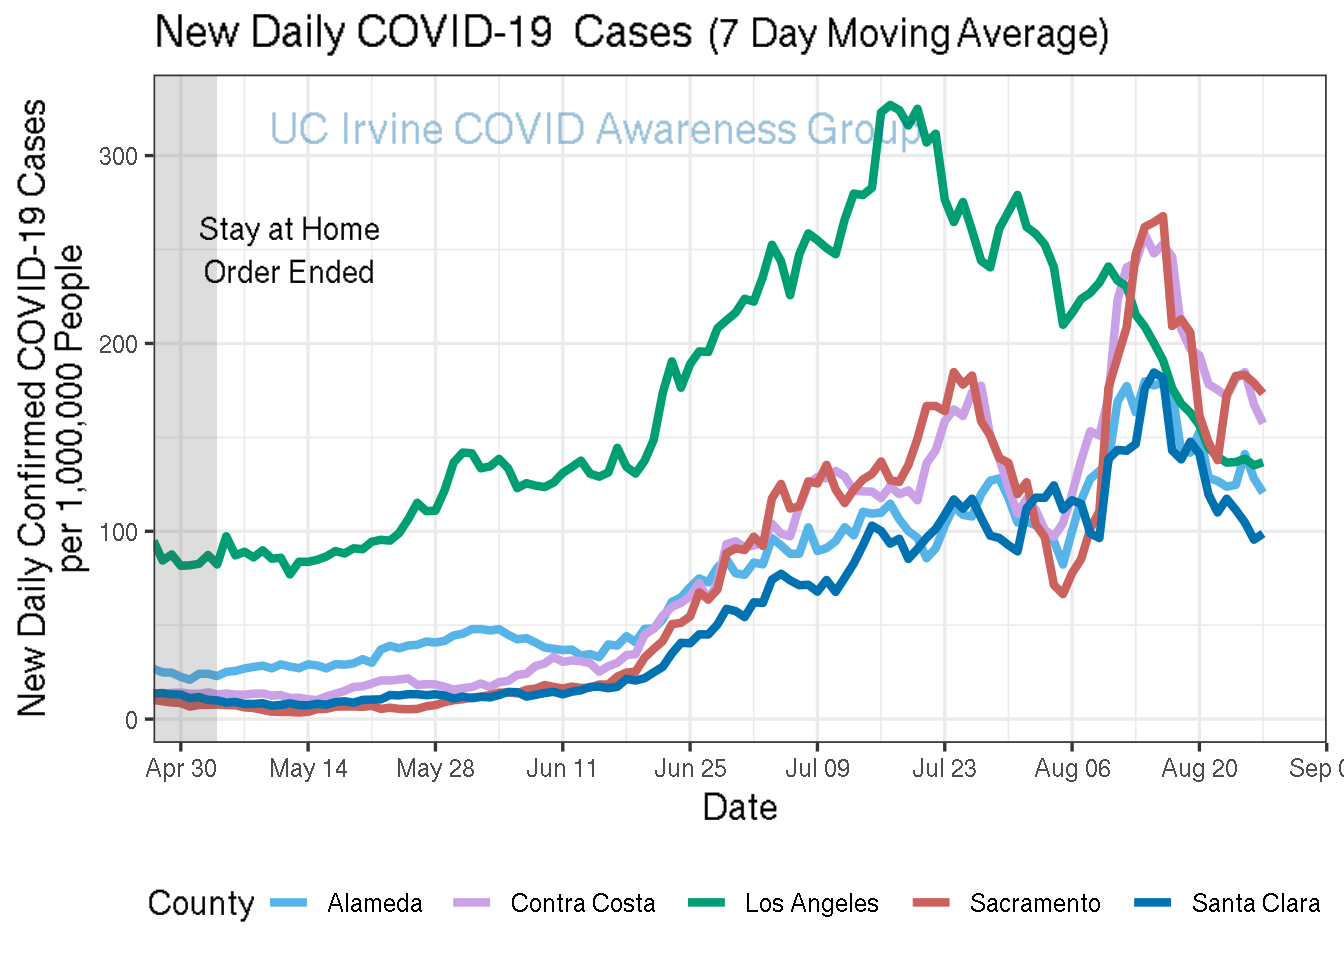 New Daily COVID-19 Cases (7 Day Moving Average)
UC Irvine COVID Awareness Group
Stay at Home
Order Ended
New Daily Confirmed COVID-19 Cases
per 1,000,000 People
300
200
100
0
Apr 30 May 14 May 28 Jun 11 Jun 25 Jul 09 Jul 23 Aug 06 Aug 20 Sep 0
Date
County Alameda Contra Costa Los Angeles Sacramento Santa Clara